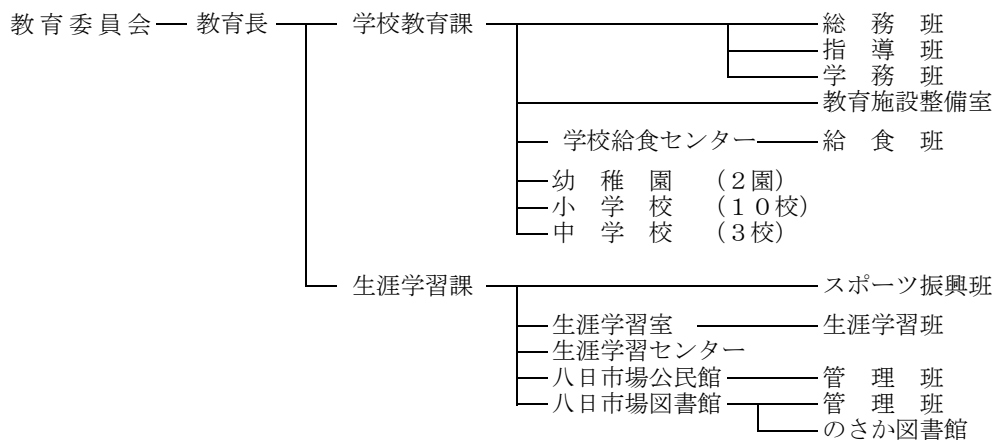 教育委員会 教育長 学校教育課 総務班
指導班
学務班
教育施設整備室
学校給食センター 給食班
幼稚園 （２園）
小学校 （１０校）
中学校 （３校）
生涯学習課 スポーツ振興班
生涯学習室 生涯学習班
生涯学習センター
八日市場公民館 管理班
八日市場図書館 管理班
のさか図書館